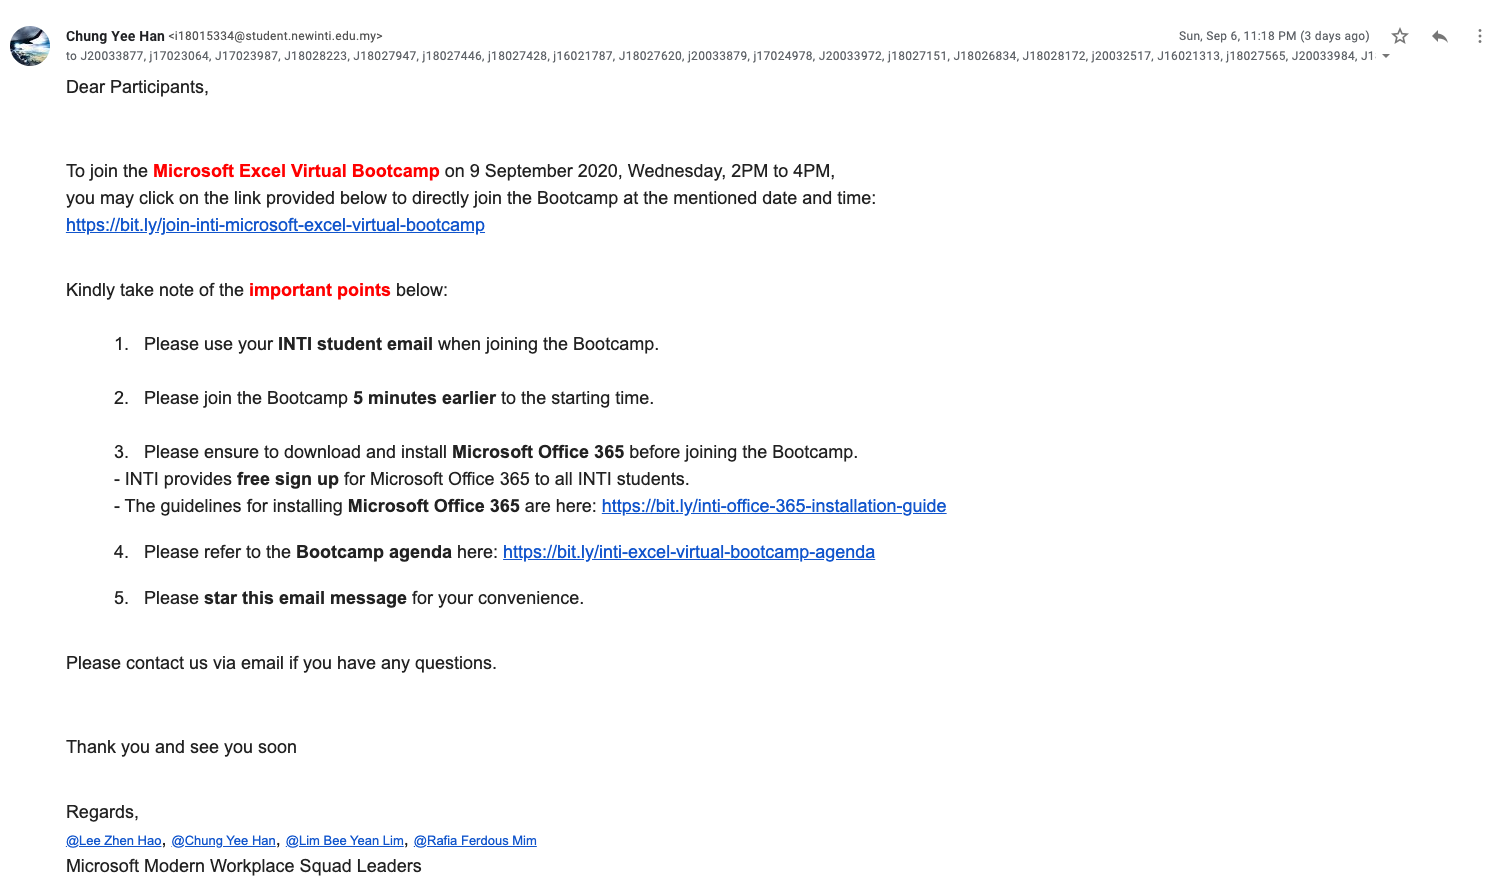 Chung Yee Han <i18015334@student.newinti.edu.my>
Sun, Sep 6, 11:18 PM (3 days ago)
to J20033877, j17023064, J17023987, J18028223, J18027947, j18027446, j18027428, j16021787, J18027620, j20033879, j17024978, J20033972, j18027151, J18026834, J18028172, j20032517, J16021313, j18027565, J20033984, J1
Dear Participants,
To join the Microsoft Excel Virtual Bootcamp on 9 September 2020, Wednesday, 2PM to 4PM,
you may click on the link provided below to directly join the Bootcamp at the mentioned date and time:
https://bit.ly/join-inti-microsoft-excel-virtual-bootcamp
Kindly take note of the important points below:
1. Please use your INTI student email when joining the Bootcamp.
2. Please join the Bootcamp 5 minutes earlier to the starting time.
3. Please ensure to download and install Microsoft Office 365 before joining the Bootcamp.
- INTI provides free sign up for Microsoft Office 365 to all INTI students.
- The guidelines for installing Microsoft Office 365 are here: https://bit.ly/inti-office-365-installation-guide
4. Please refer to the Bootcamp agenda here: https://bit.ly/inti-excel-virtual-bootcamp-agenda
5. Please star this email message for your convenience.
Please contact us via email if you have any questions.
Thank you and see you soon
Regards,
@Lee Zhen Hao, @Chung Yee Han, @Lim Bee Yean Lim, @Rafia Ferdous Mim
Microsoft Modern Workplace Squad Leaders